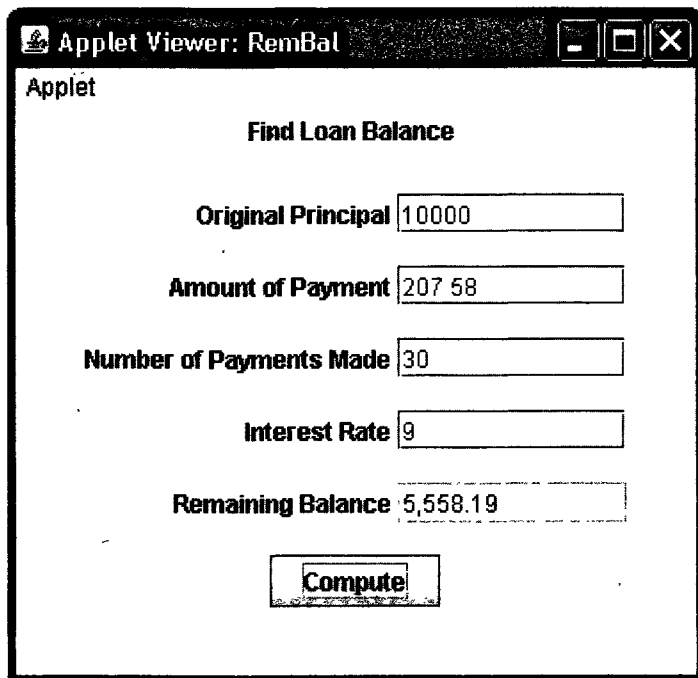 Applet Viewer: RemBal
Applet
Find Loan Balance
Original Principal 10000
Amount of Payment 207 58
Number of Payments Made 30
Interest Rate 9
Remaining Balance 5,558.19
Compute